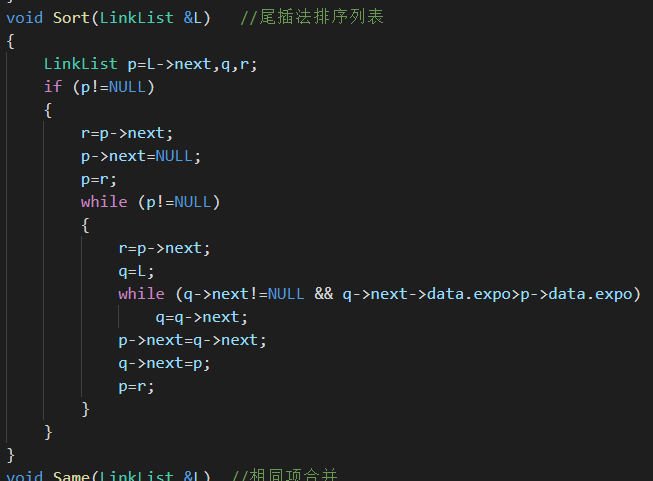 void Sort(LinkList &L)   //尾插法排序列表
{
    LinkList p=L->next,q,r;
    if (p!=NULL)
    {
        r=p->next;
        p->next=NULL;
        p=r;
        while (p!=NULL)
        {
            r=p->next;
            q=L;
            while (q->next!=NULL && q->next->data.expo>p->data.expo)
                q=q->next;
            p->next=q->next;
            q->next=p;
            p=r;
        }
    }
}
void Same(LinkList &L)  //相同项合并